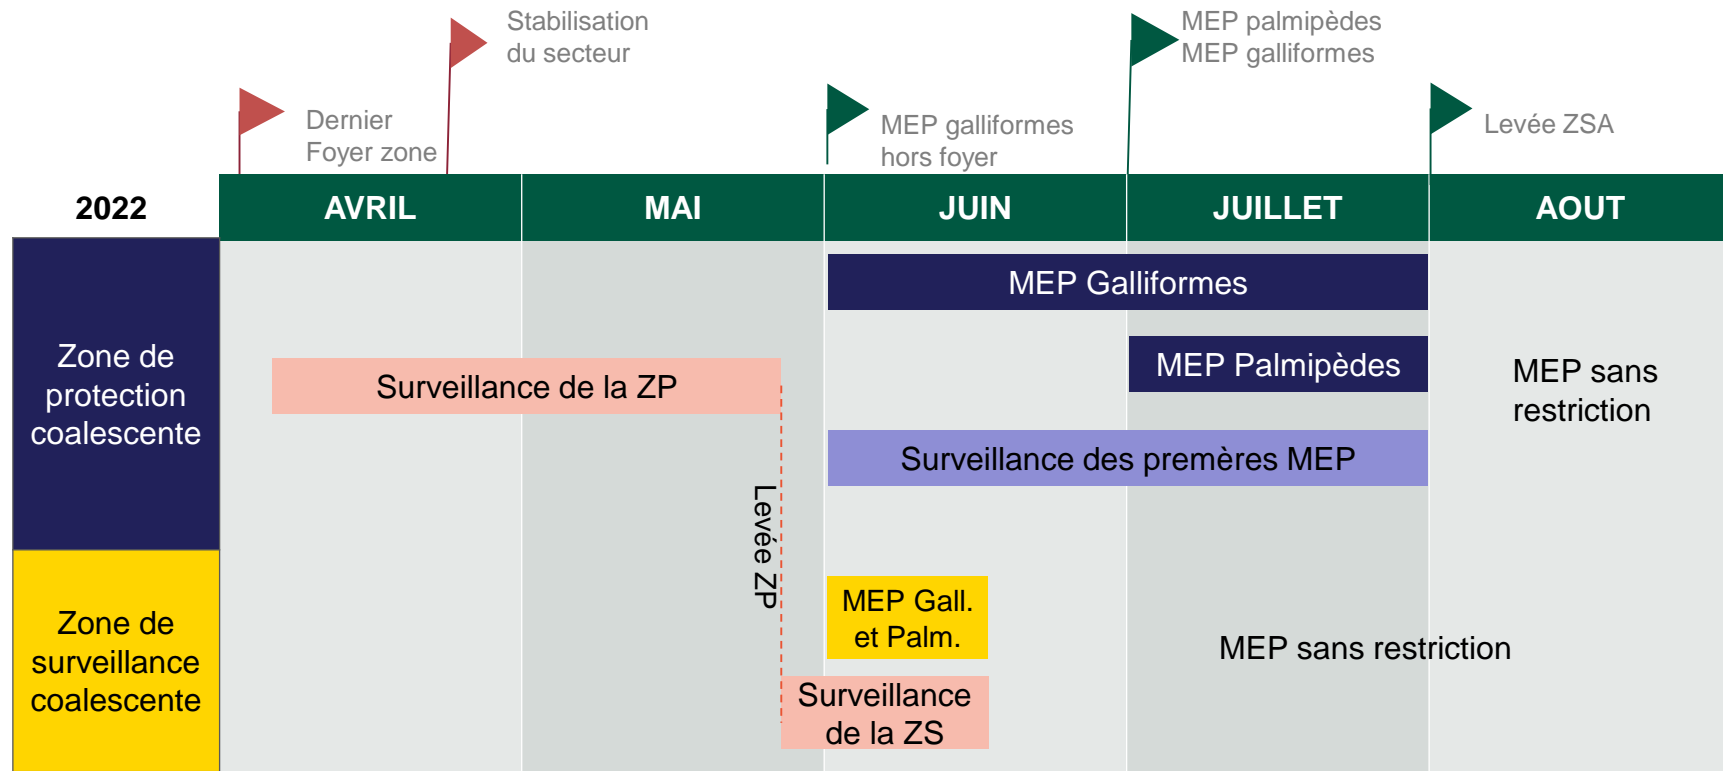 Stabilisation
du secteur
MEP palmipèdes
MEP galliformes
Dernier
Foyer zone
MEP galliformes
hors foyer
Levée ZSA
2022
AVRIL
MAI
JUIN
JUILLET
AOUT
Zone de
protection
coalescente
MEP Galliformes
Surveillance de la ZP
MEP Palmipèdes
MEP sans
restriction
Surveillance des premères MEP
Levée ZP
Zone de
surveillance
coalescente
MEP Gall.
et Palm.
MEP sans restriction
Surveillance
de la ZS